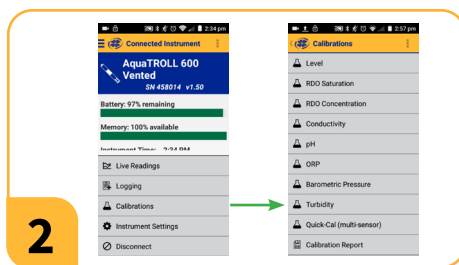 2:34 pm
Connected Instrument
AquaTROLL 600
Vented
SN 458014 v1.50
Battery: 97% remaining
Memory: 100% available
Instrument Time: 2:34 PM
Live Readings
Logging
Calibrations
Instrument Settings
Disconnect
2:57 pm
Calibrations
Level
RDO Saturation
RDO Concentration
Conductivity
pH
ORP
Barometric Pressure
Turbidity
Quick-Cal (multi-sensor)
Calibration Report
2